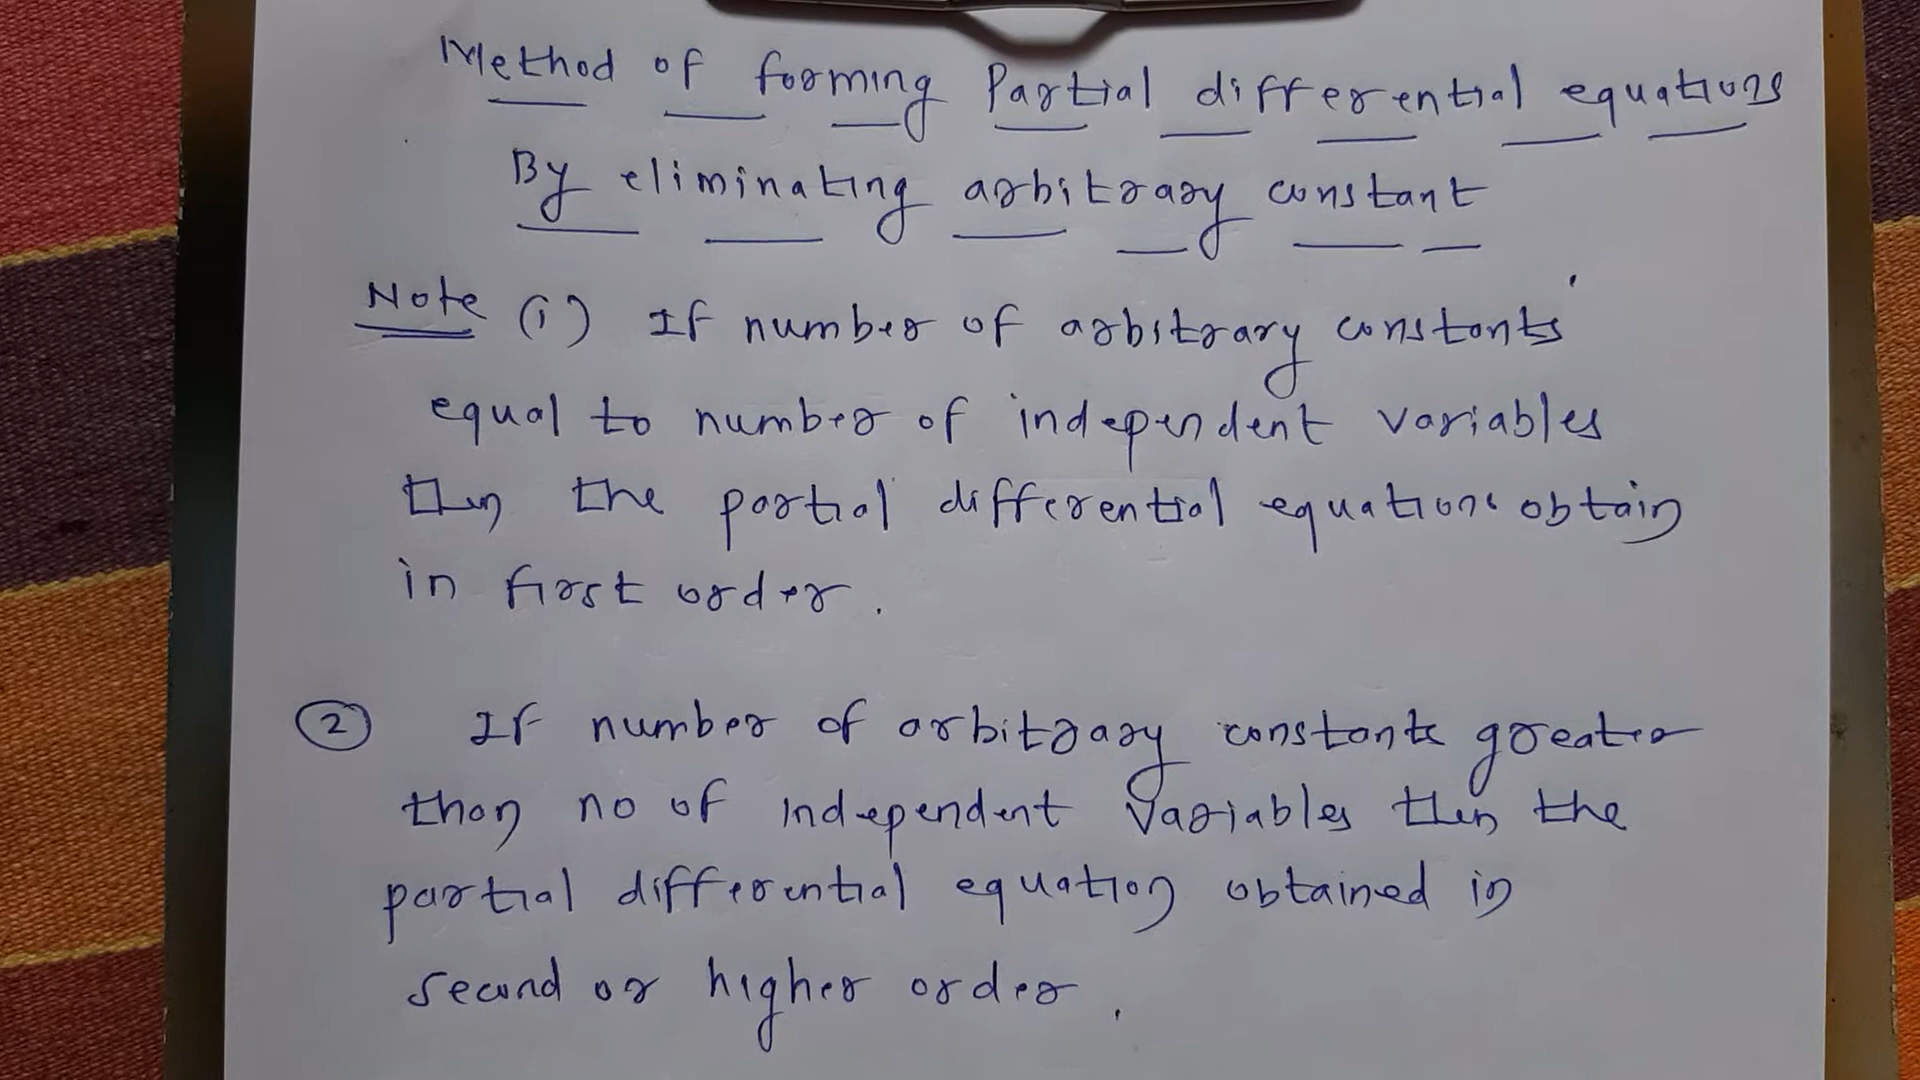 Method of forming Partial differential equations
By eliminating arbitrary constant
Note (i) If number of arbitrary constants
equal to number of independent variables
then the partial differential equations obtain
in first order.
2 If number of arbitrary constants greater
than no of independent variables then the
partial differential equation obtained in
second or higher order.